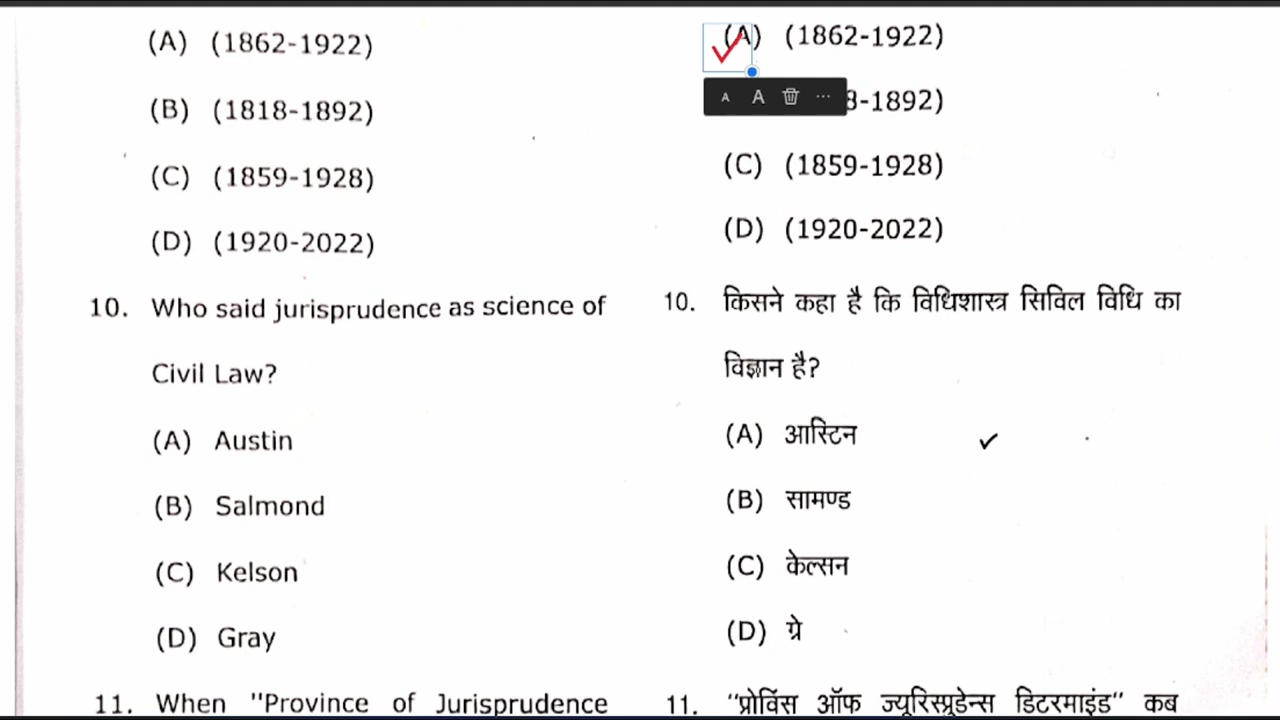 (A) (1862-1922)
(B) (1818-1892)
(C) (1859-1928)
(D) (1920-2022)
10. Who said jurisprudence as science of
Civil Law?
(A) Austin
(B) Salmond
(C) Kelson
(D) Gray
11. When "Province of Jurisprudence
(A) (1862-1922)
A A ...
8-1892)
(C) (1859-1928)
(D) (1920-2022)
10. किसने कहा है कि विधिशास्त्र सिविल विधि का
विज्ञान है?
(A) आस्टिन
(B) सामण्ड
(C) केल्सन
(D) ग्रे
11. "प्रोविंस ऑफ ज्यूरिस्प्रुडेन्स डिटरमाइंड" कब